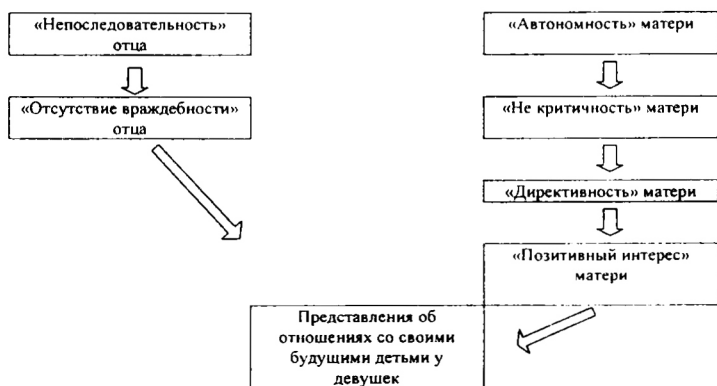 «Непоследовательность»
отца
«Отсутствие враждебности»
отца
«Автономность» матери
«Не критичность» матери
«Директивность» матери
«Позитивный интерес»
матери
Представления об
отношениях со своими
будущими детьми у
девушек